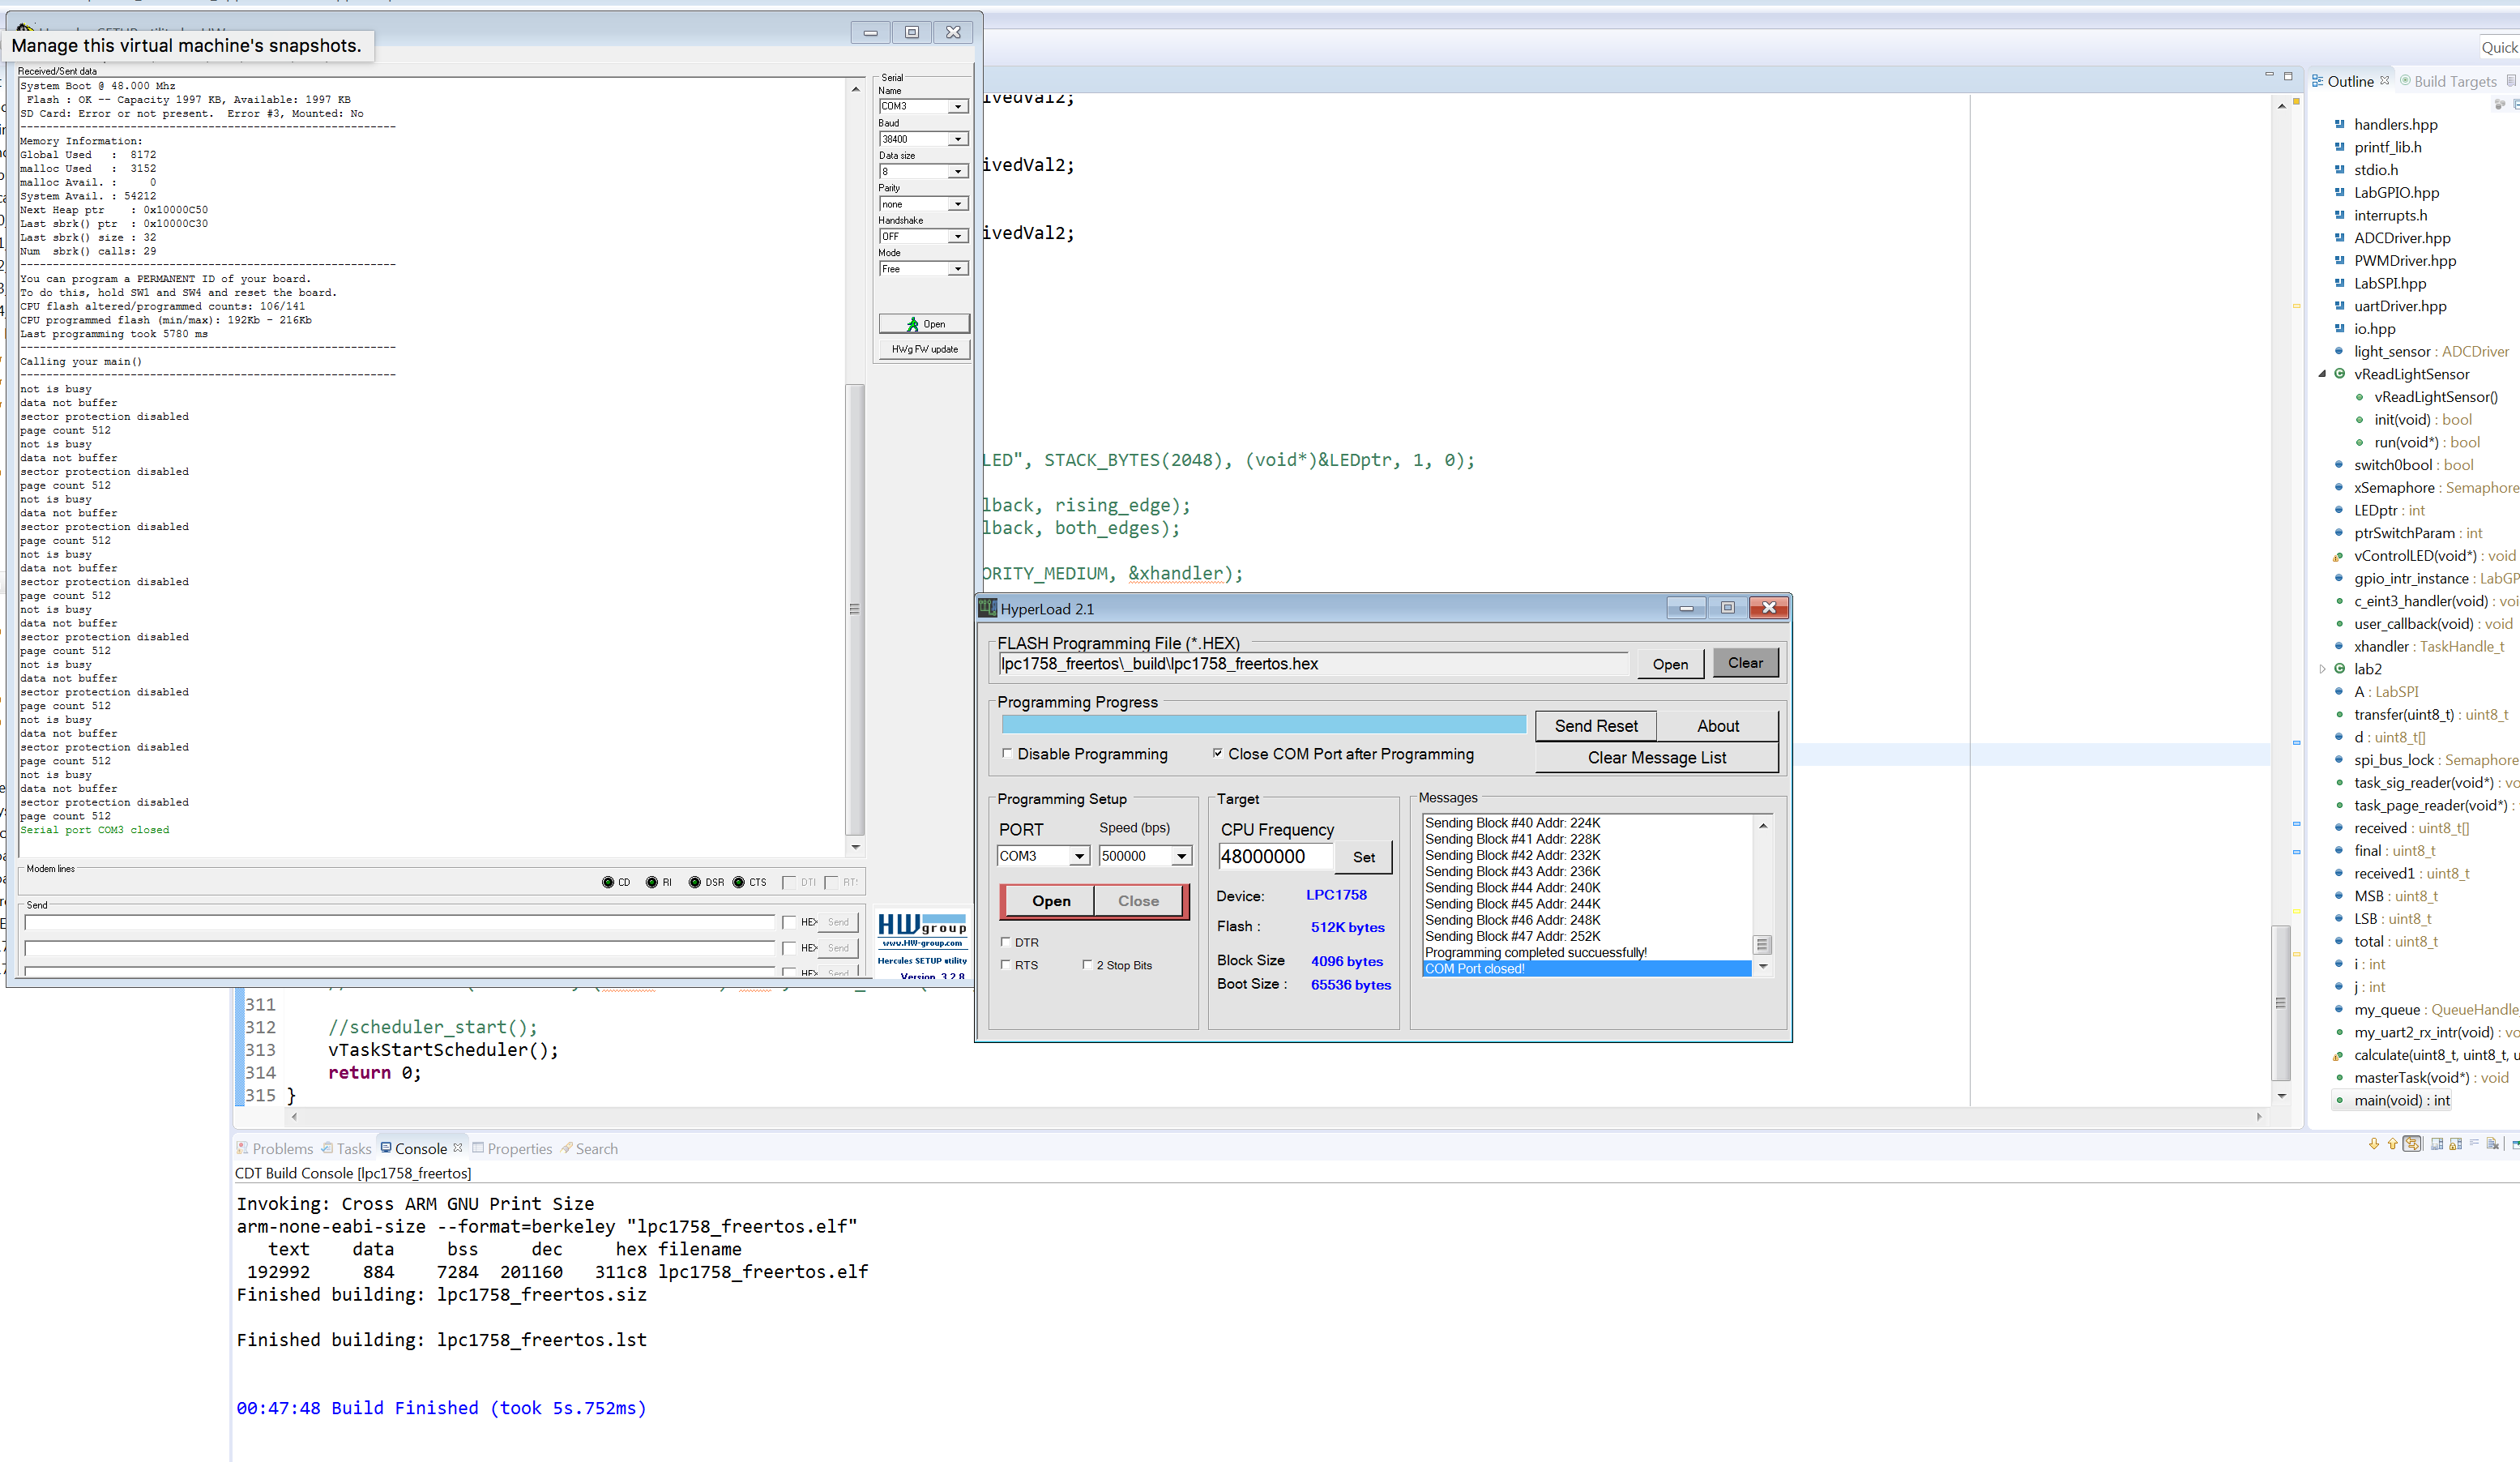 Manage this virtual machine's snapshots.
Received/Sent data
System Boot @ 48.000 Mhz
Flash : OK -- Capacity 1997 KB, Available: 1997 KB
SD Card: Error or not present.  Error #3, Mounted: No
---------------------------------------------------------
Memory Information:
Global Used   :  8172
malloc Used   :  3152
malloc Avail. :     0
System Avail. : 54212
Next Heap ptr    : 0x10000C50
Last sbrk() ptr  : 0x10000C30
Last sbrk() size : 32
Num  sbrk() calls: 29
---------------------------------------------------------
You can program a PERMANENT ID of your board.
To do this, hold SW1 and SW4 and reset the board.
CPU flash altered/programmed counts: 106/141
CPU programmed flash (min/max): 192Kb - 216Kb
Last programming took 5780 ms
---------------------------------------------------------
Calling your main()
---------------------------------------------------------
not is busy
data not buffer
sector protection disabled
page count 512
not is busy
data not buffer
sector protection disabled
page count 512
not is busy
data not buffer
sector protection disabled
page count 512
not is busy
data not buffer
sector protection disabled
page count 512
not is busy
data not buffer
sector protection disabled
page count 512
not is busy
data not buffer
sector protection disabled
page count 512
not is busy
data not buffer
sector protection disabled
page count 512
not is busy
data not buffer
sector protection disabled
page count 512
Serial port COM3 closed
Serial
Name
COM3
Baud
38400
Data size
8
Parity
none
Handshake
OFF
Mode
Free
Open
HWg FW update
Modem lines
CD RI DSR CTS DTR RTS
Send
HEX Send
HEX Send
HEX Send
HW group
www.HW-group.com
Hercules SETUP utility
Version 3.2.8
ivedVal2;
ivedVal2;
ivedVal2;
LED", STACK_BYTES(2048), (void*)&LEDptr, 1, 0);
lback, rising_edge);
lback, both_edges);
ORITY_MEDIUM, &xhandler);
HyperLoad 2.1
FLASH Programming File (*.HEX)
lpc1758_freertos\_build\lpc1758_freertos.hex
Open Clear
Programming Progress
Send Reset About
Disable Programming
Close COM Port after Programming
Clear Message List
Programming Setup
PORT Speed (bps)
COM3 500000
Open Close
DTR
RTS 2 Stop Bits
Target
CPU Frequency
48000000 Set
Device: LPC1758
Flash : 512K bytes
Block Size 4096 bytes
Boot Size : 65536 bytes
Messages
Sending Block #40 Addr: 224K
Sending Block #41 Addr: 228K
Sending Block #42 Addr: 232K
Sending Block #43 Addr: 236K
Sending Block #44 Addr: 240K
Sending Block #45 Addr: 244K
Sending Block #46 Addr: 248K
Sending Block #47 Addr: 252K
Programming completed succuessfully!
COM Port closed!
311
312     //scheduler_start();
313     vTaskStartScheduler();
314     return 0;
315 }
Quick
Outline Build Targets
handlers.hpp
printf_lib.h
stdio.h
LabGPIO.hpp
interrupts.h
ADCDriver.hpp
PWMDriver.hpp
LabSPI.hpp
uartDriver.hpp
io.hpp
light_sensor : ADCDriver
vReadLightSensor
vReadLightSensor()
init(void) : bool
run(void*) : bool
switch0bool : bool
xSemaphore : Semaphore
LEDptr : int
ptrSwitchParam : int
vControlLED(void*) : void
gpio_intr_instance : LabGP
c_eint3_handler(void) : voi
user_callback(void) : void
xhandler : TaskHandle_t
lab2
A : LabSPI
transfer(uint8_t) : uint8_t
d : uint8_t[]
spi_bus_lock : Semaphore
task_sig_reader(void*) : vo
task_page_reader(void*) :
received : uint8_t[]
final : uint8_t
received1 : uint8_t
MSB : uint8_t
LSB : uint8_t
total : uint8_t
i : int
j : int
my_queue : QueueHandle_
my_uart2_rx_intr(void) : vo
calculate(uint8_t, uint8_t, u
masterTask(void*) : void
main(void) : int
Problems Tasks Console Properties Search
CDT Build Console [lpc1758_freertos]
Invoking: Cross ARM GNU Print Size
arm-none-eabi-size --format=berkeley "lpc1758_freertos.elf"
text    data     bss     dec     hex filename
192992     884    7284  201160   311c8 lpc1758_freertos.elf
Finished building: lpc1758_freertos.siz
Finished building: lpc1758_freertos.lst
00:47:48 Build Finished (took 5s.752ms)